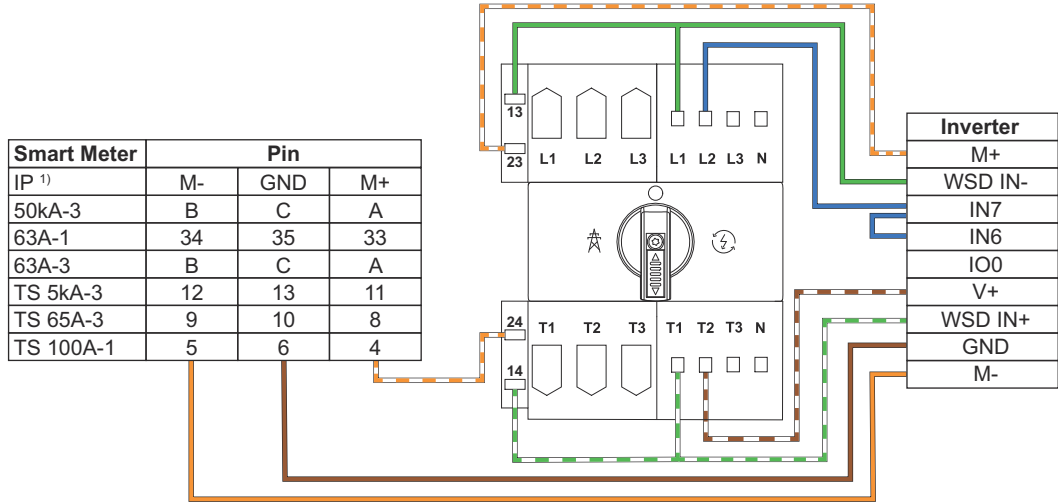 Smart Meter Pin
IP 1) M- GND M+
50kA-3 B C A
63A-1 34 35 33
63A-3 B C A
TS 5kA-3 12 13 11
TS 65A-3 9 10 8
TS 100A-1 5 6 4
13
23 L1 L2 L3 L1 L2 L3 N
24 T1 T2 T3 T1 T2 T3 N
14
Inverter
M+
WSD IN-
IN7
IN6
IO0
V+
WSD IN+
GND
M-